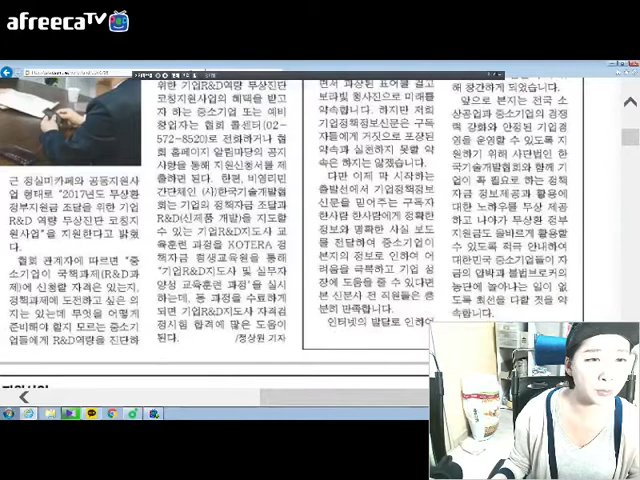 afreecaTV
근 정실미카페와 공동지원사
업 형태로 "2017년도 무상환
정부지원금 조달을 위한 기업
R&D 역량 무상진단 코칭지
원사업"을 지원한다고 밝혔
다.
협회 관계자에 따르면 "중
소기업이 국책과제(R&D과
제)에 신청할 자격은 있는지,
정책과제에 도전하고 싶은 의
지는 있는데 무엇을 어떻게
준비해야 할지 모르는 중소기
업들에게 R&D역량을 진단하
위한 기업R&D역량 무상진단
코칭지원사업의 혜택을 받고
자 하는 중소기업 또는 예비
창업자는 협회 콜센터(02-
572-8520)로 전화하거나 협
회 홈페이지 알림마당의 공지
사항을 통해 지원신청서를 제
출하면 된다. 한편, 비영리민
간단체인 (사)한국기술개발협
회는 기업의 정책자금 조달과
R&D(신제품 개발)을 지도할
수 있는 기업R&D지도사 교
육훈련 과정을 KOTERA 정
책자금 컴생교육원을 통해
"기업R&D지도사 및 실무자
양성 교육훈련 과정"을 실시
하는데, 동 과정을 수료하게
되면 기업R&D지도사 자격검
정시험 합격에 많은 도움이
된다. /정상원 기자
면서 과장된 표어를 걸고
보라빛 청사진으로 미래를
약속합니다. 하지만 저희
기업정책정보신문은 구독
자들에게 거짓으로 포장된
약속과 실천하지 못할 약
속은 하지는 않겠습니다.
다만 이제 막 시작하는
출발선에서 기업정책정보
신문을 믿어주는 구독자
한사람 한사람에게 정확한
정보와 명확한 사실 보도
를 전달하여 중소기업이
본지의 정보로 인하여 어
려움을 극복하고 기업 성
장에 도움을 줄 수 있다면
본 신문사 전 직원들은 충
분히 만족합니다.
인터넷의 발달로 인하여
해 창간하게 되었습니다.
앞으로 본지는 전국 소
상공업과 중소기업의 경쟁
력 강화와 안정된 기업경
영을 운영할 수 있도록 지
원하기 위해 사단법인 한
국기술개발협회와 함께 기
업이 꼭 필요로 하는 정책
자금 정보제공과 활용에
대한 노하우를 무상 제공
하고 나아가 무상환 정부
지원금도 올바르게 활용할
수 있도록 적극 안내하여
대한민국 중소기업들이 자
금의 압박과 불법브로커의
농단에 놀아나는 일이 없
도록 최선을 다할 것을 약
속합니다.